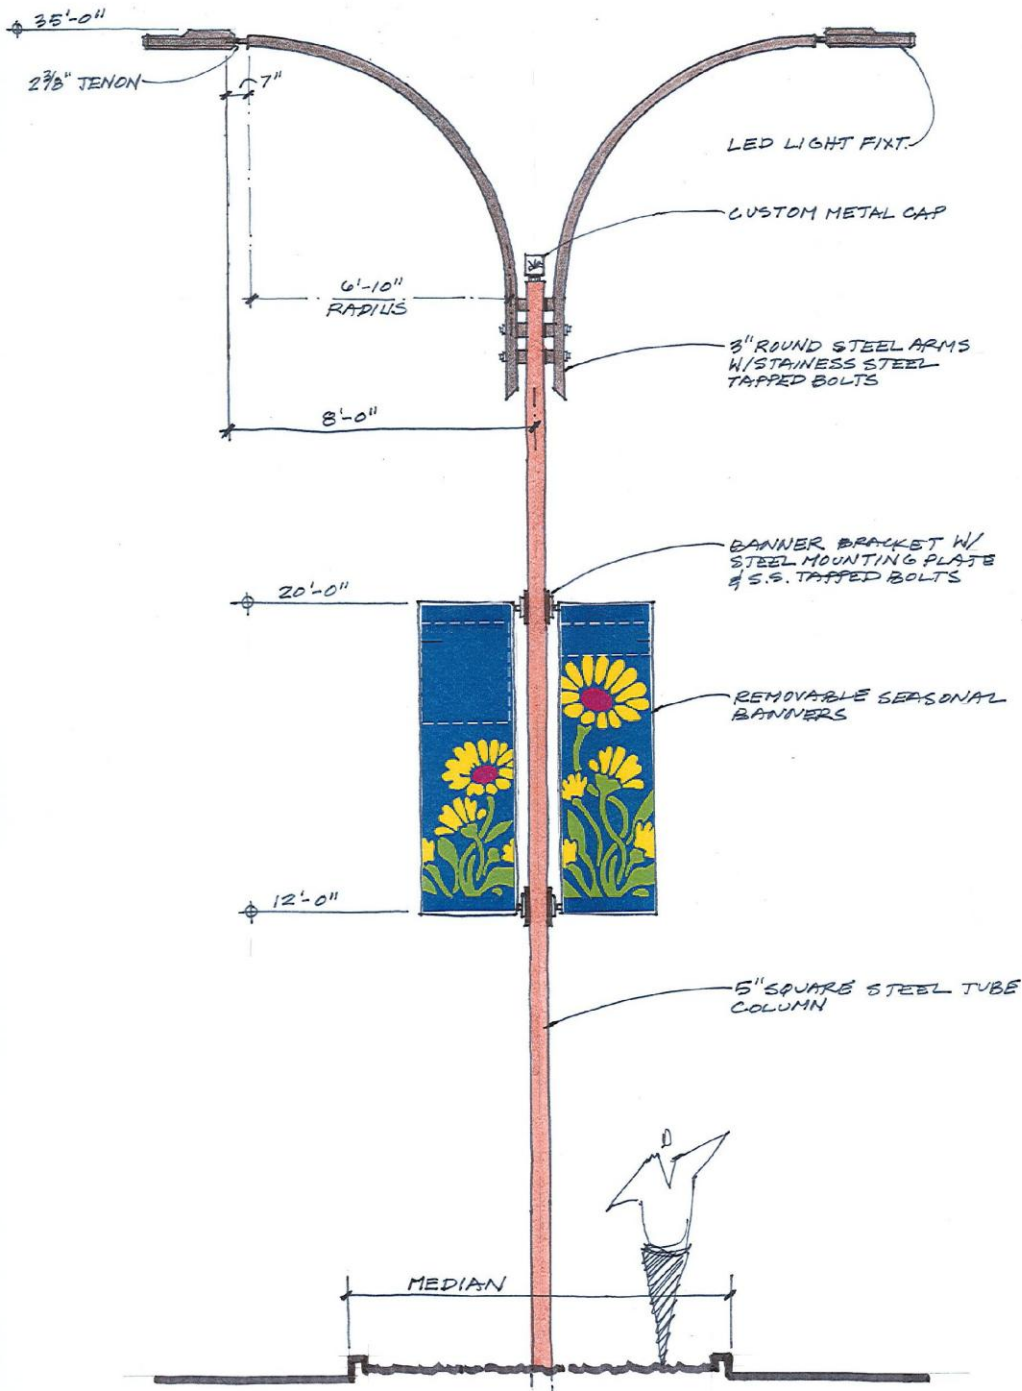 35'-0"
2 3/8" TENON
7"
LED LIGHT FIXT.
CUSTOM METAL CAP
6'-10"
RADIUS
3" ROUND STEEL ARMS
W/STAINESS STEEL
TAPPED BOLTS
8'-0"
BANNER BRACKET W/
STEEL MOUNTING PLATE
& S.S. TAPPED BOLTS
20'-0"
REMOVABLE SEASONAL
BANNERS
12'-0"
5" SQUARE STEEL TUBE
COLUMN
MEDIAN